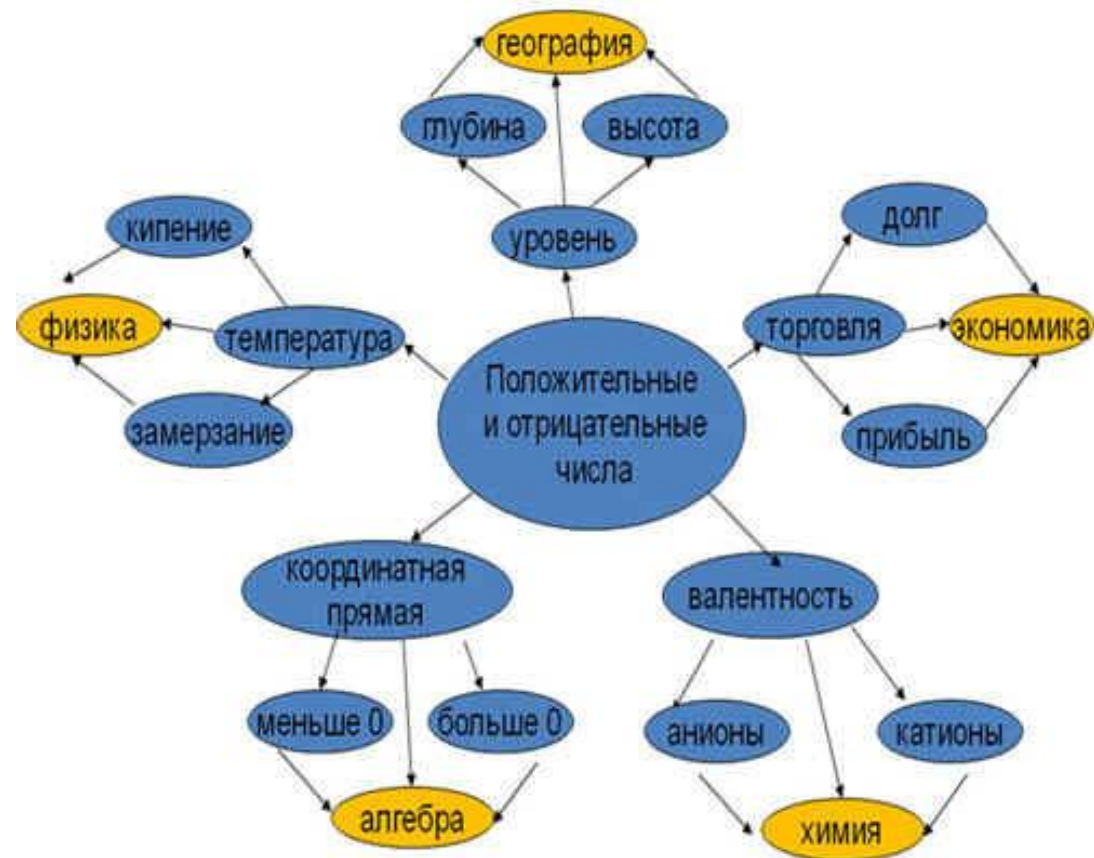 география
глубина
высота
уровень
кипение
физика
температура
замерзание
долг
торговля
экономика
прибыль
Положительные
и отрицательные
числа
координатная
прямая
меньше 0
больше 0
алгебра
валентность
анионы
катионы
химия